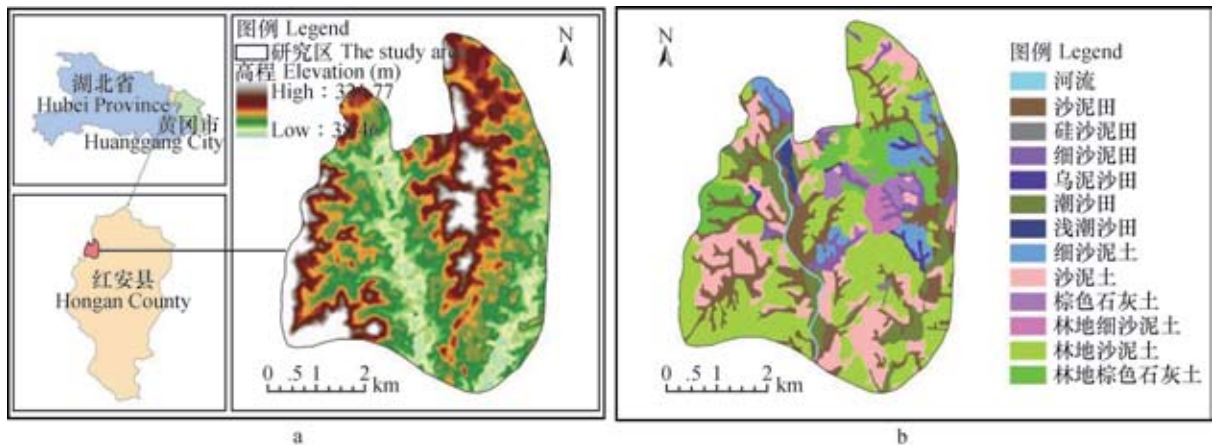 湖北省
Hubei Province
黄冈市
Huanggang City
红安县
Hongan County
图例 Legend
研究区 The study are
高程 Elevation (m)
High：
Low：
N
0 .5 1 2
km
a
N
图例 Legend
河流
沙泥田
硅沙泥田
细沙泥田
乌泥沙田
潮沙田
浅潮沙田
细沙泥土
沙泥土
棕色石灰土
林地细沙泥土
林地沙泥土
林地棕色石灰土
0 .5 1 2
km
b